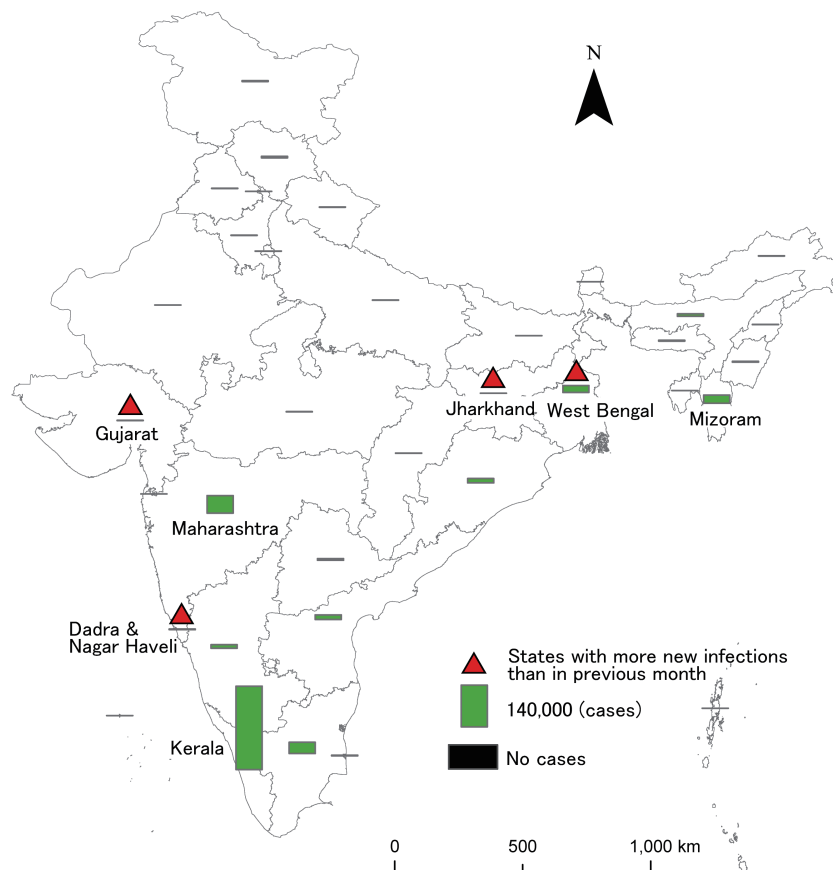 N
Jharkhand
West Bengal
Mizoram
Gujarat
Maharashtra
Dadra &
Nagar Haveli
Kerala
States with more new infections
than in previous month
140,000 (cases)
No cases
0 500 1,000 km